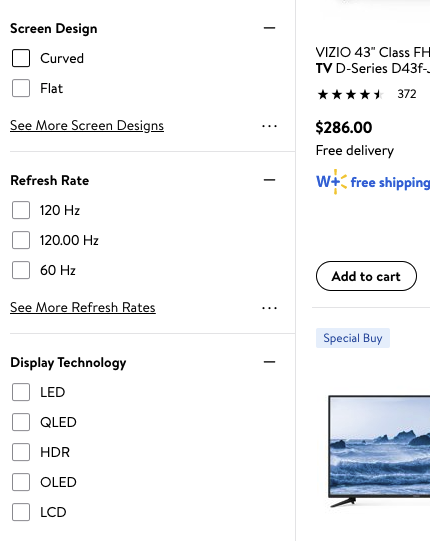 Screen Design
Curved
Flat
See More Screen Designs
Refresh Rate
120 Hz
120.00 Hz
60 Hz
See More Refresh Rates
Display Technology
LED
QLED
HDR
OLED
LCD
VIZIO 43" Class FH
TV D-Series D43f-J
372
$286.00
Free delivery
W+ free shipping
Add to cart
Special Buy